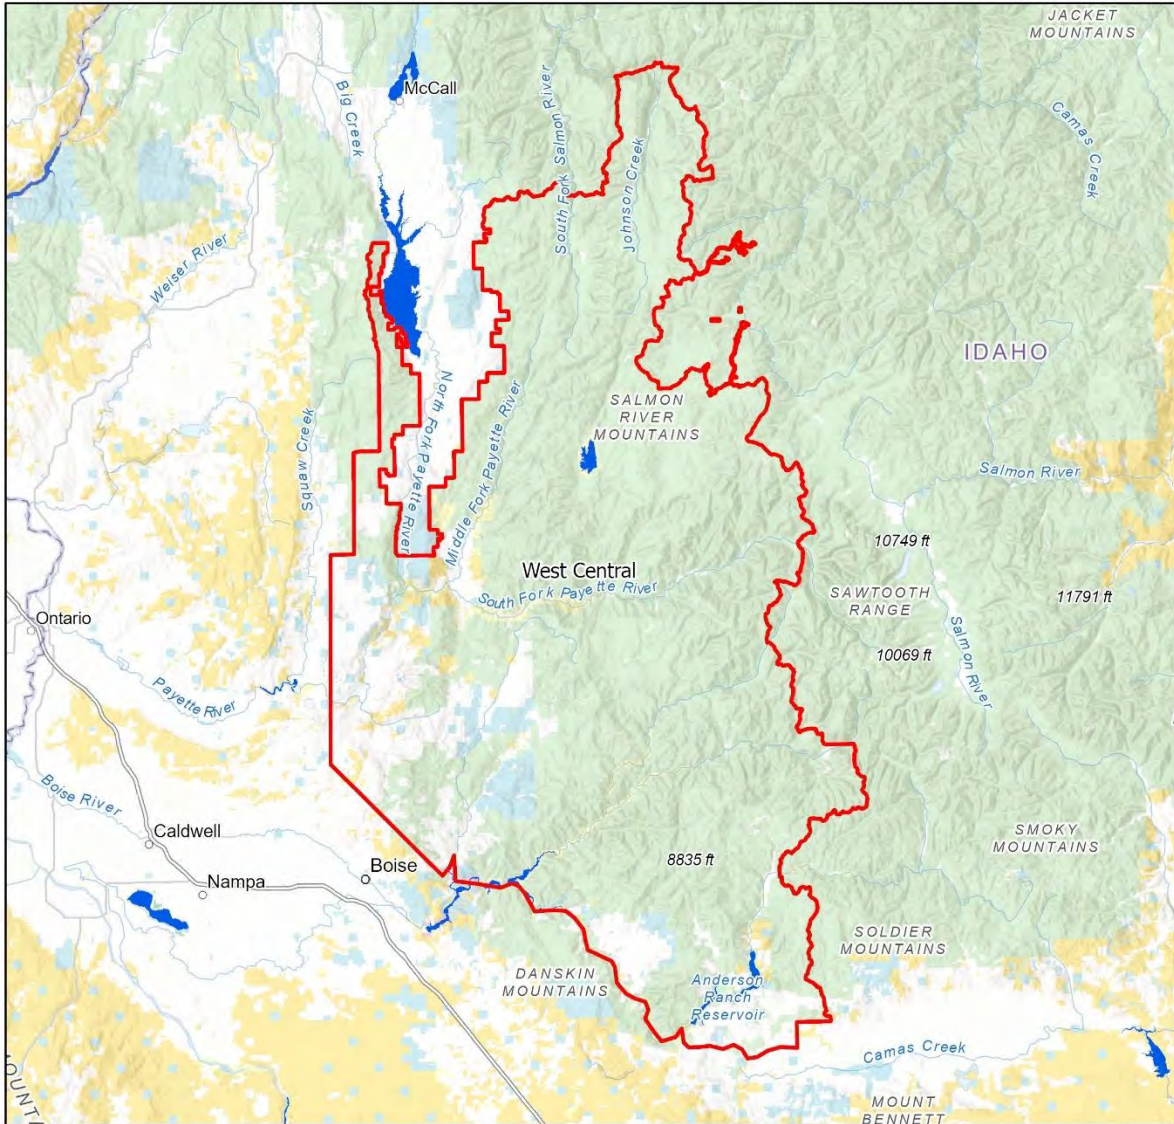 JACKET
MOUNTAINS
McCall
Big Creek
South Fork Salmon River
Johnson Creek
Camas Creek
Weiser River
IDAHO
SALMON
RIVER
MOUNTAINS
North Fork Payette River
Middle Fork Payette River
Squaw Creek
Salmon River
10749 ft
West Central
South Fork Payette River
SAWTOOTH
RANGE
11791 ft
Ontario
10069 ft
Salmon River
Payette River
Boise River
Caldwell
SMOKY
MOUNTAINS
8835 ft
Boise
Nampa
SOLDIER
MOUNTAINS
DANSKIN
MOUNTAINS
Anderson
Ranch
Reservoir
Camas Creek
MOUNT
BENNETT